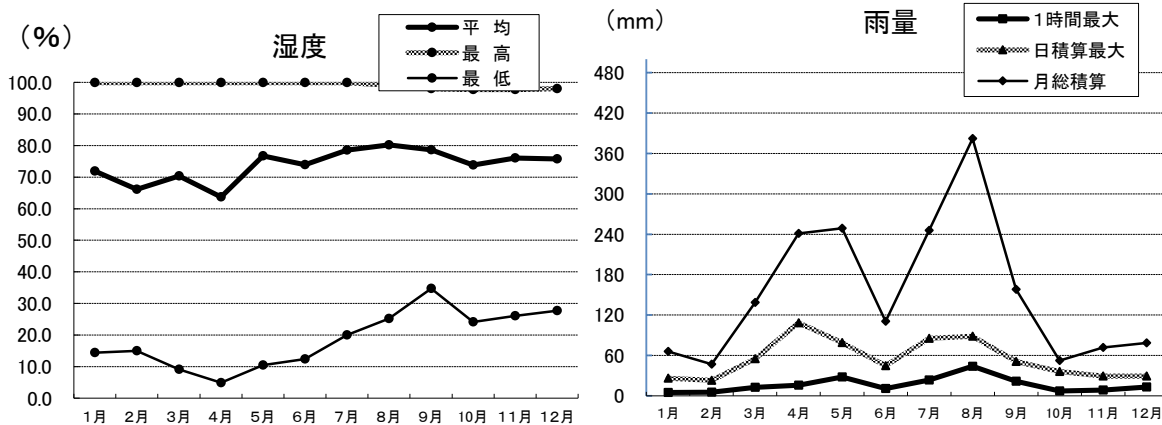 （%）
湿度
平　均
最　高
最　低
100.0
90.0
80.0
70.0
60.0
50.0
40.0
30.0
20.0
10.0
0.0
1月 2月 3月 4月 5月 6月 7月 8月 9月 10月 11月 12月
（mm）
雨量
1時間最大
日積算最大
月総積算
480
420
360
300
240
180
120
60
0
1月 2月 3月 4月 5月 6月 7月 8月 9月 10月 11月 12月